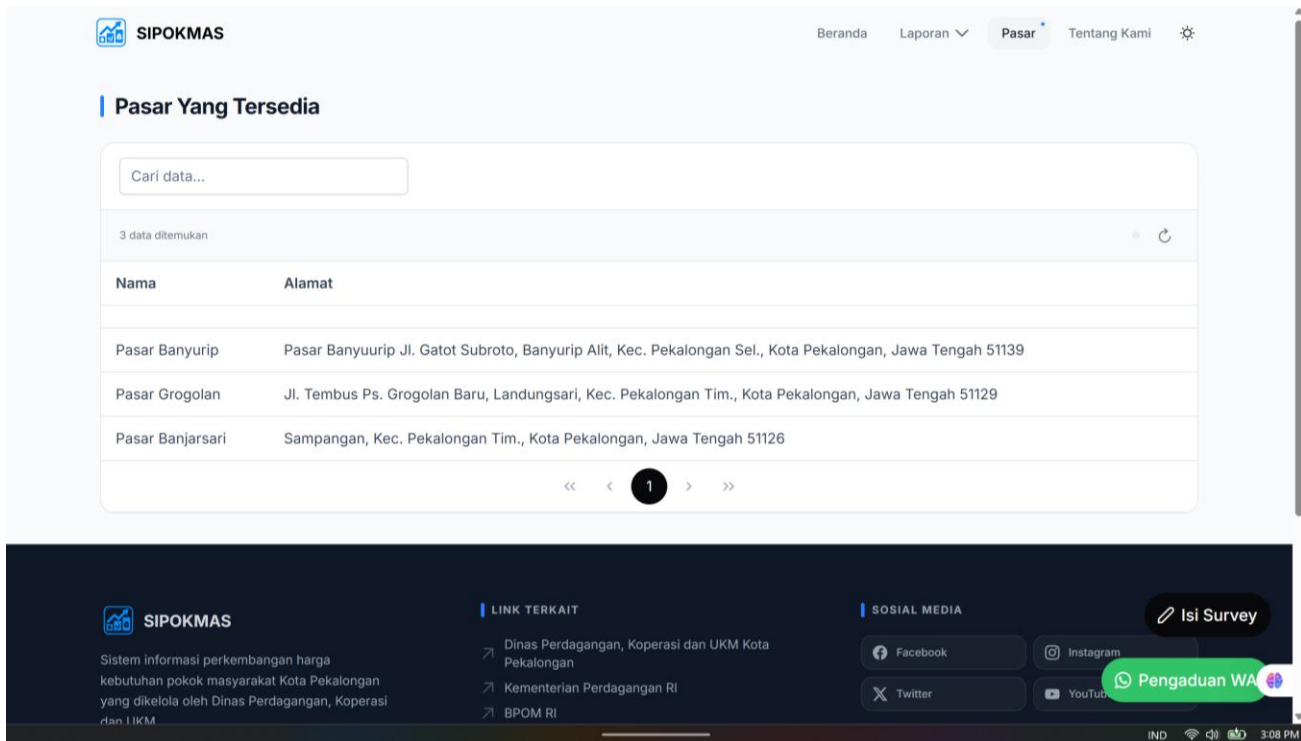 SIPOKMAS
Beranda Laporan Pasar Tentang Kami
Pasar Yang Tersedia
Cari data...
3 data ditemukan
Nama Alamat
Pasar Banyurip Pasar Banyuurip Jl. Gatot Subroto, Banyurip Alit, Kec. Pekalongan Sel., Kota Pekalongan, Jawa Tengah 51139
Pasar Grogolan Jl. Tembus Ps. Grogolan Baru, Landungsari, Kec. Pekalongan Tim., Kota Pekalongan, Jawa Tengah 51129
Pasar Banjarsari Sampangan, Kec. Pekalongan Tim., Kota Pekalongan, Jawa Tengah 51126
<< < 1 > >>
SIPOKMAS
Sistem informasi perkembangan harga
kebutuhan pokok masyarakat Kota Pekalongan
yang dikelola oleh Dinas Perdagangan, Koperasi
dan UKM
LINK TERKAIT
Dinas Perdagangan, Koperasi dan UKM Kota
Pekalongan
Kementerian Perdagangan RI
BPOM RI
SOSIAL MEDIA
Facebook
Instagram
Twitter
YouTub
Isi Survey
Pengaduan WA
IND 3:08 PM